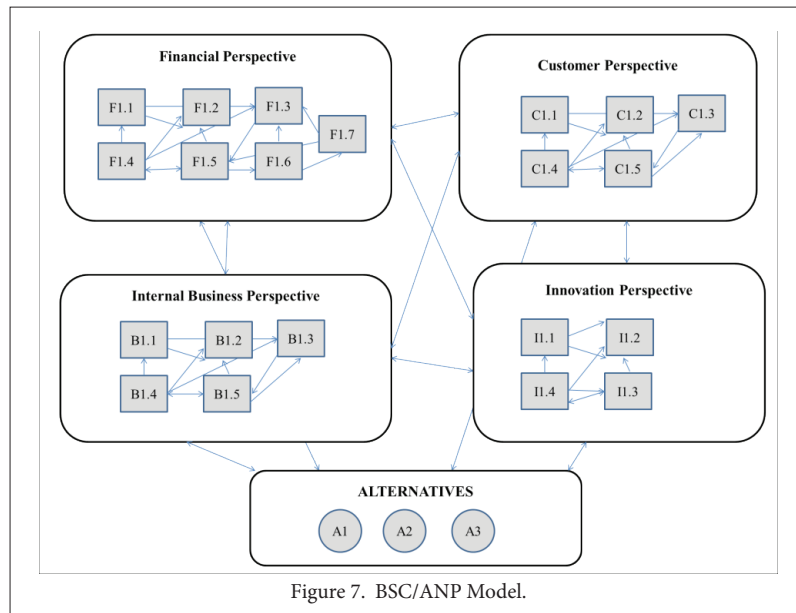 Financial Perspective
F1.1 F1.2 F1.3
F1.7
F1.4 F1.5 F1.6
Customer Perspective
C1.1 C1.2 C1.3
C1.4 C1.5
Internal Business Perspective
B1.1 B1.2 B1.3
B1.4 B1.5
Innovation Perspective
I1.1 I1.2
I1.4 I1.3
ALTERNATIVES
A1 A2 A3
Figure 7. BSC/ANP Model.